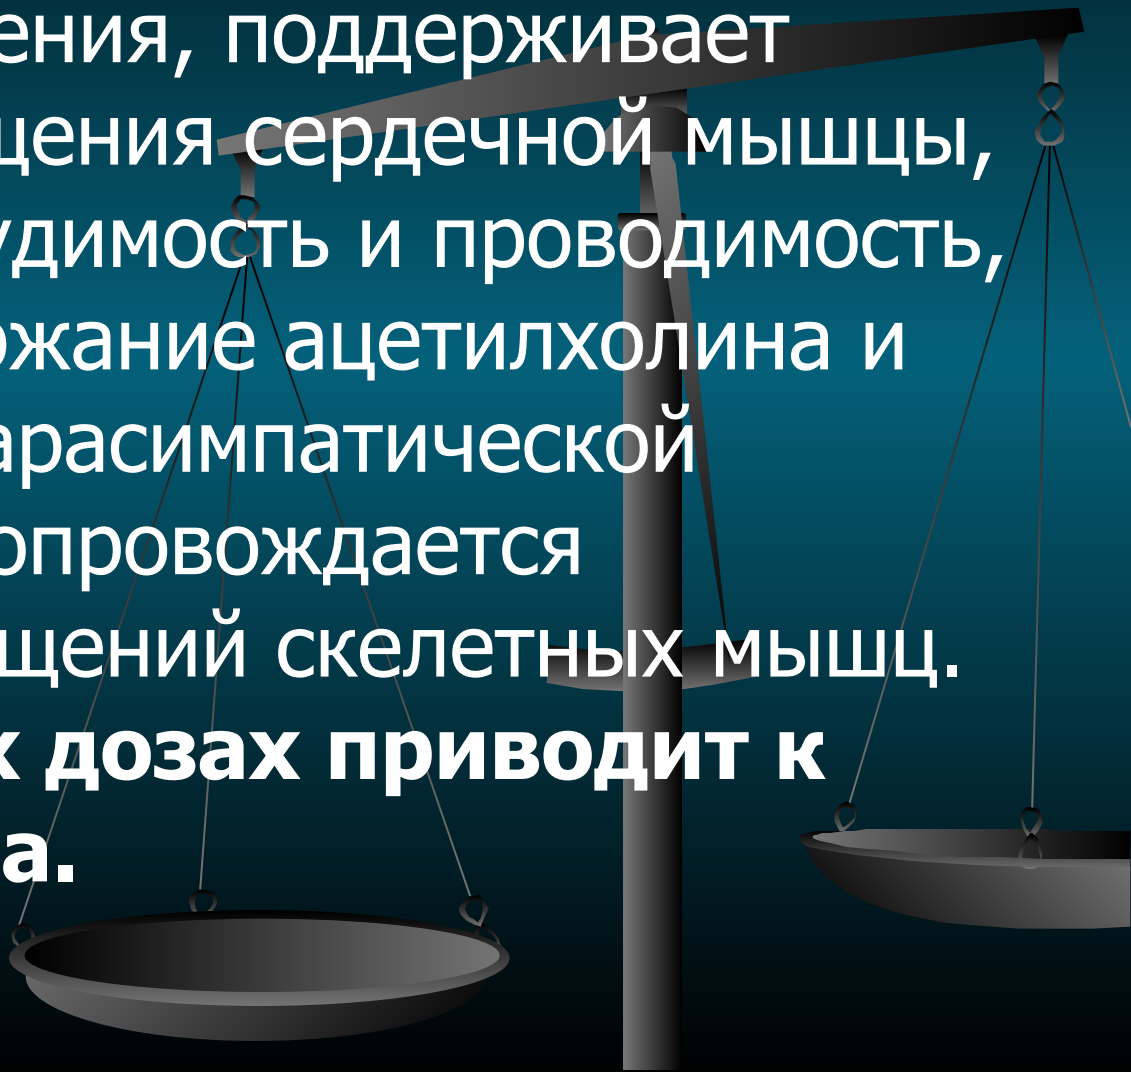 ения, поддерживает
щения сердечной мышцы,
удимость и проводимость,
ржание ацетилхолина и
арасимпатической
опровождается
щений скелетных мышц.
х дозах приводит к
а.